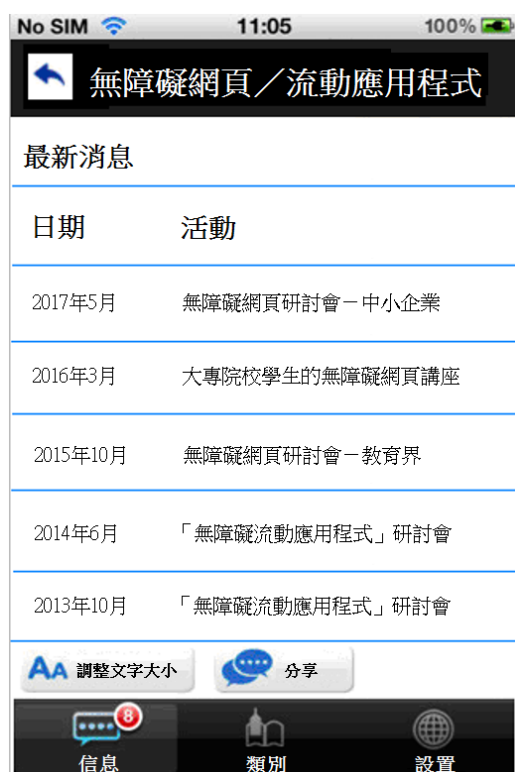 No SIM 11:05 100%
無障礙網頁／流動應用程式
最新消息
日期 活動
2017年5月 無障礙網頁研討會－中小企業
2016年3月 大專院校學生的無障礙網頁講座
2015年10月 無障礙網頁研討會－教育界
2014年6月 「無障礙流動應用程式」研討會
2013年10月 「無障礙流動應用程式」研討會
AA 調整文字大小 分享
8
信息 類別 設置